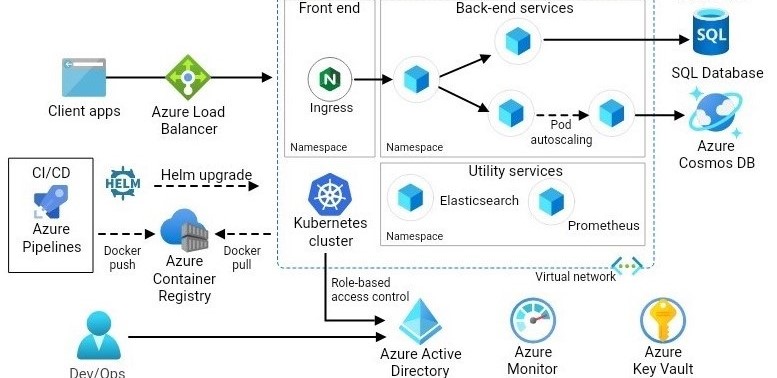 Front end
Back-end services
SQL
SQL Database
Client apps
Azure Load
Balancer
N
Ingress
Namespace
Namespace
Pod
autoscaling
Azure
Cosmos DB
CI/CD
Azure
Pipelines
HELM
Helm upgrade
Docker
push
Azure
Container
Registry
Docker
pull
Kubernetes
cluster
Utility services
Elasticsearch
Prometheus
Namespace
Virtual network
Role-based
access control
Dev/Ops
Azure Active
Directory
Azure
Monitor
Azure
Key Vault